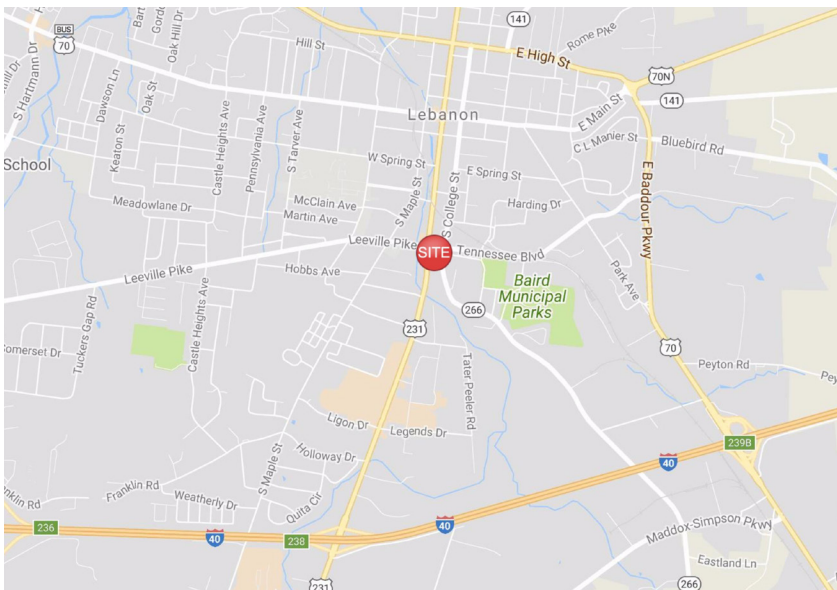 141
BUS
70
S Hartmann Dr
Oak Hill Dr
Hill St
Rome Pike
E High St
70N
141
Dawson Ln
Oak St
Keaton St
Castle Heights Ave
Pennsylvania Ave
S Tarver Ave
Lebanon
E Main St
C L Manier St
Bluebird Rd
School
W Spring St
E Spring St
S Maple St
S College St
E Baddour Pkwy
Meadowlane Dr
McClain Ave
Martin Ave
Harding Dr
Leeville Pike
SITE
Tennessee Blvd
Leeville Pike
Hobbs Ave
Park Ave
Baird
Municipal
Parks
266
231
Tuckers Gap Rd
Castle Heights Ave
70
Somerset Dr
Tater Peeler Rd
Peyton Rd
Pey
Ligon Dr
Legends Dr
239B
40
S Maple St
Holloway Dr
Franklin Rd
nklin Rd
Weatherly Dr
Quita Cir
236
40
238
40
Maddox-Simpson Pkwy
Eastland Ln
231
266